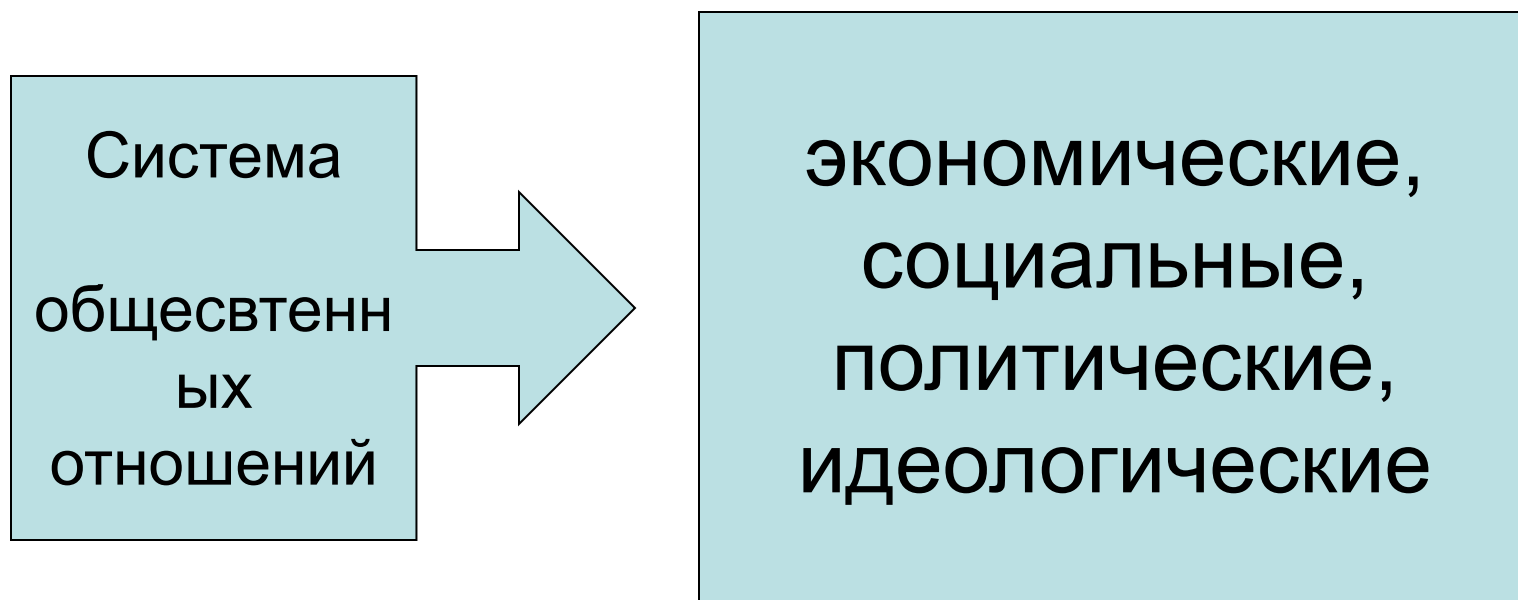 Система
общесвтенн
ых
отношений
экономические,
социальные,
политические,
идеологические